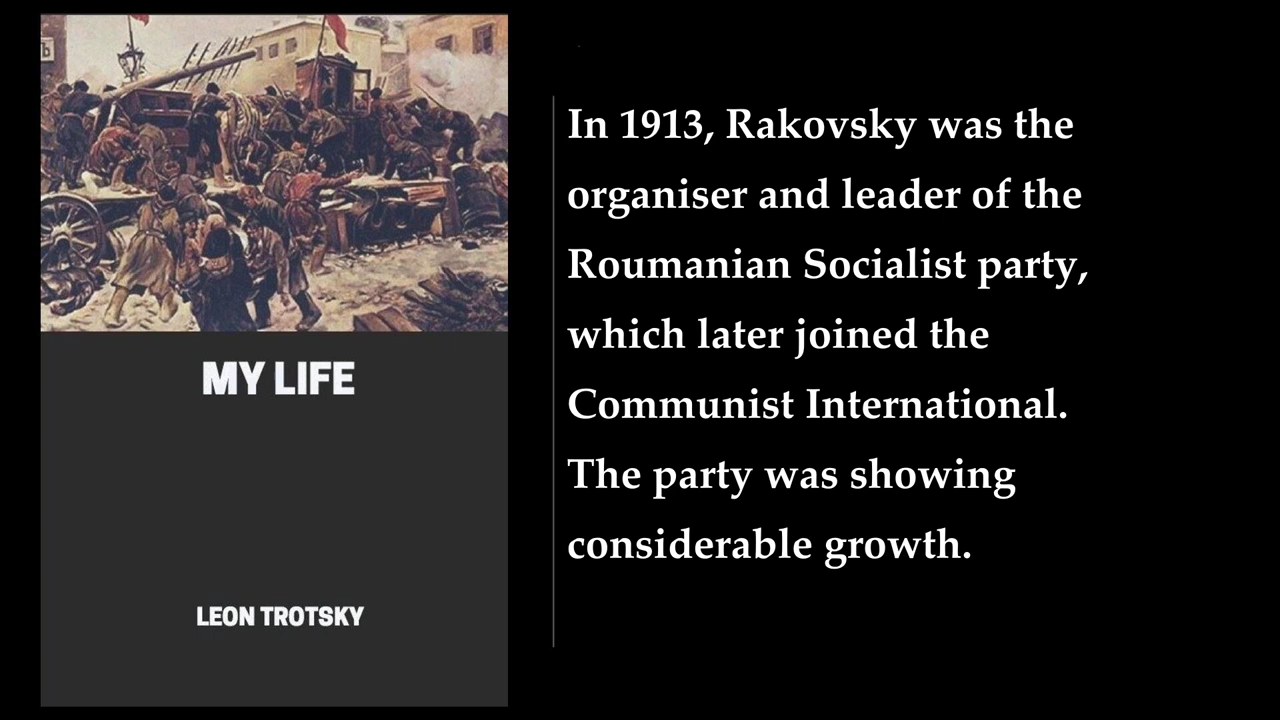 MY LIFE
LEON TROTSKY
In 1913, Rakovsky was the
organiser and leader of the
Roumanian Socialist party,
which later joined the
Communist International.
The party was showing
considerable growth.